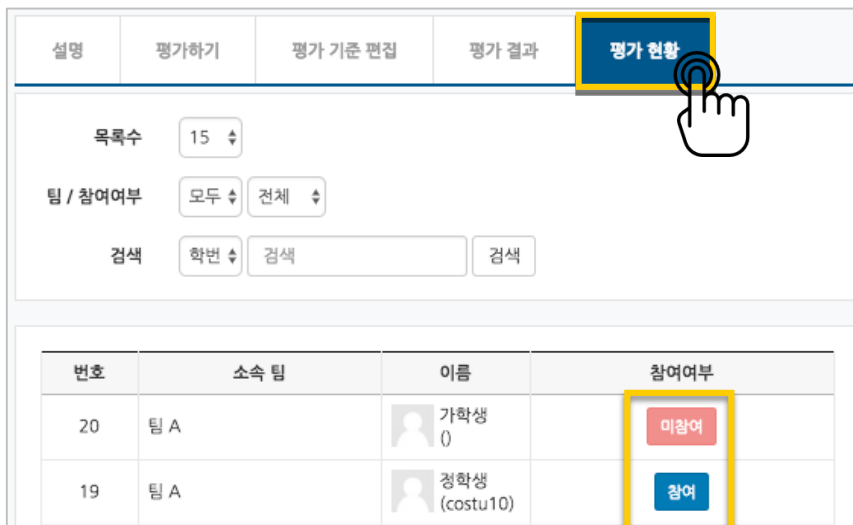 설명 평가하기 평가 기준 편집 평가 결과 평가 현황
목록수 15
팀 / 참여여부 모두 전체
검색 학번 검색 검색
번호 소속 팀 이름 참여여부
20 팀 A 가학생 미참여
()
19 팀 A 정학생 참여
(costu10)